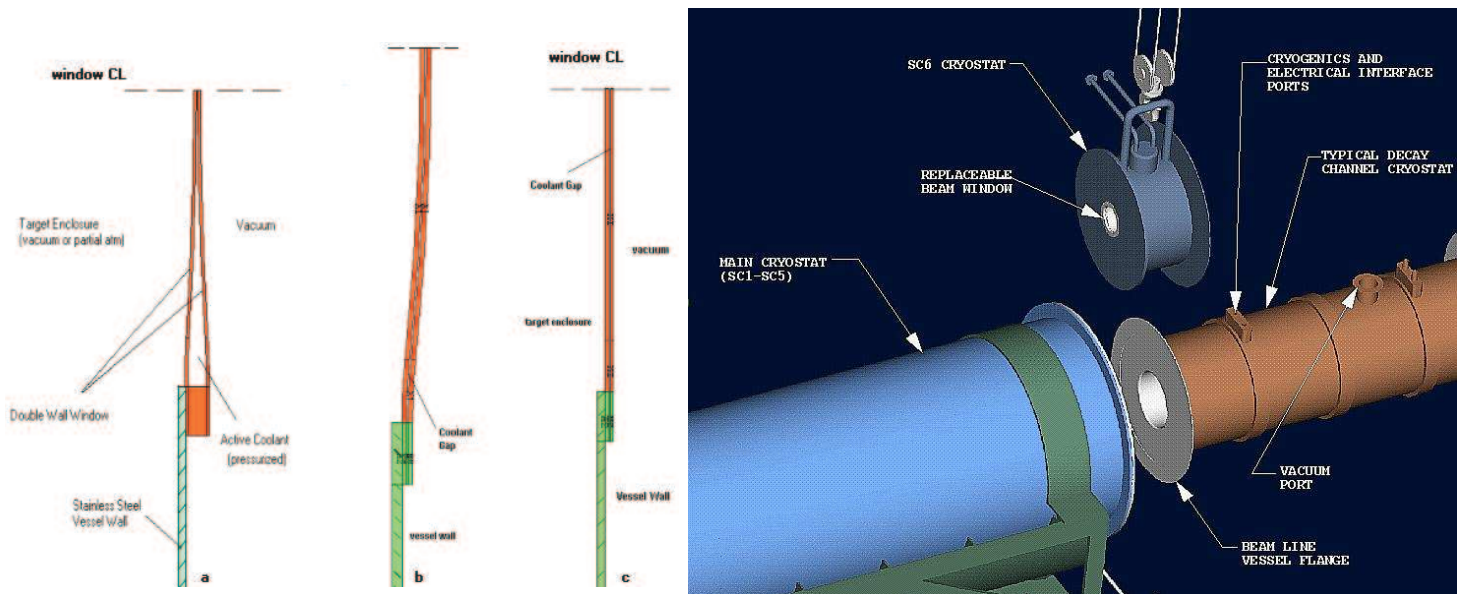 window CL
Target Enclosure
(vacuum or partial atm)
Vacuum
Double Wall Window
Active Coolant
(pressurized)
Stainless Steel
Vessel Wall
a
Coolant
Gap
vessel wall
b
window CL
Coolant Gap
vacuum
target enclosure
Vessel Wall
c
SC6 CRYOSTAT
CRYOGENICS AND
ELECTRICAL INTERFACE
PORTS
REPLACEABLE
BEAM WINDOW
TYPICAL DECAY
CHANNEL CRYOSTAT
MAIN CRYOSTAT
(SC1-SC5)
VACUUM
PORT
BEAM LINE
VESSEL FLANGE